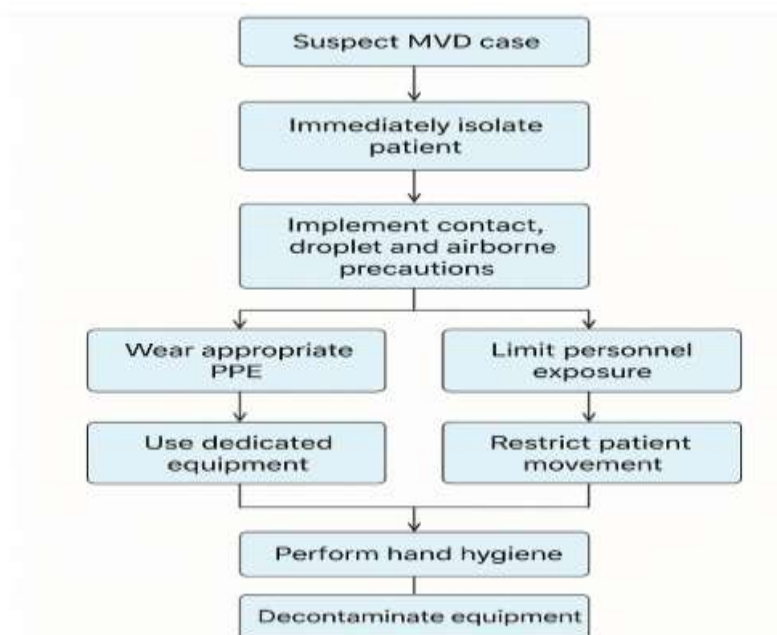 Suspect MVD case
Immediately isolate
patient
Implement contact,
droplet and airborne
precautions
Wear appropriate
PPE
Limit personnel
exposure
Use dedicated
equipment
Restrict patient
movement
Perform hand hygiene
Decontaminate equipment